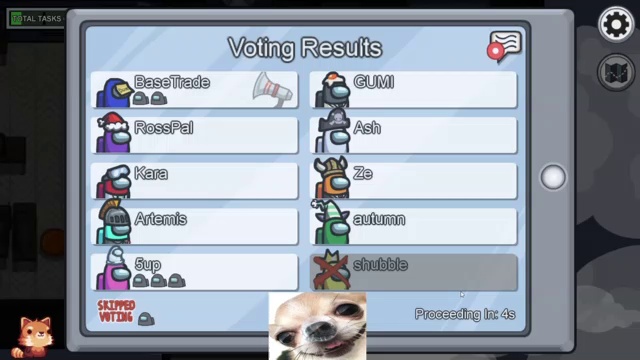 TOTAL TASKS
Voting Results
BaseTrade
GUMI
RossPal
Ash
Kara
Ze
Artemis
autumn
5up
shubble
SKIPPED
VOTING
Proceeding In: 4s